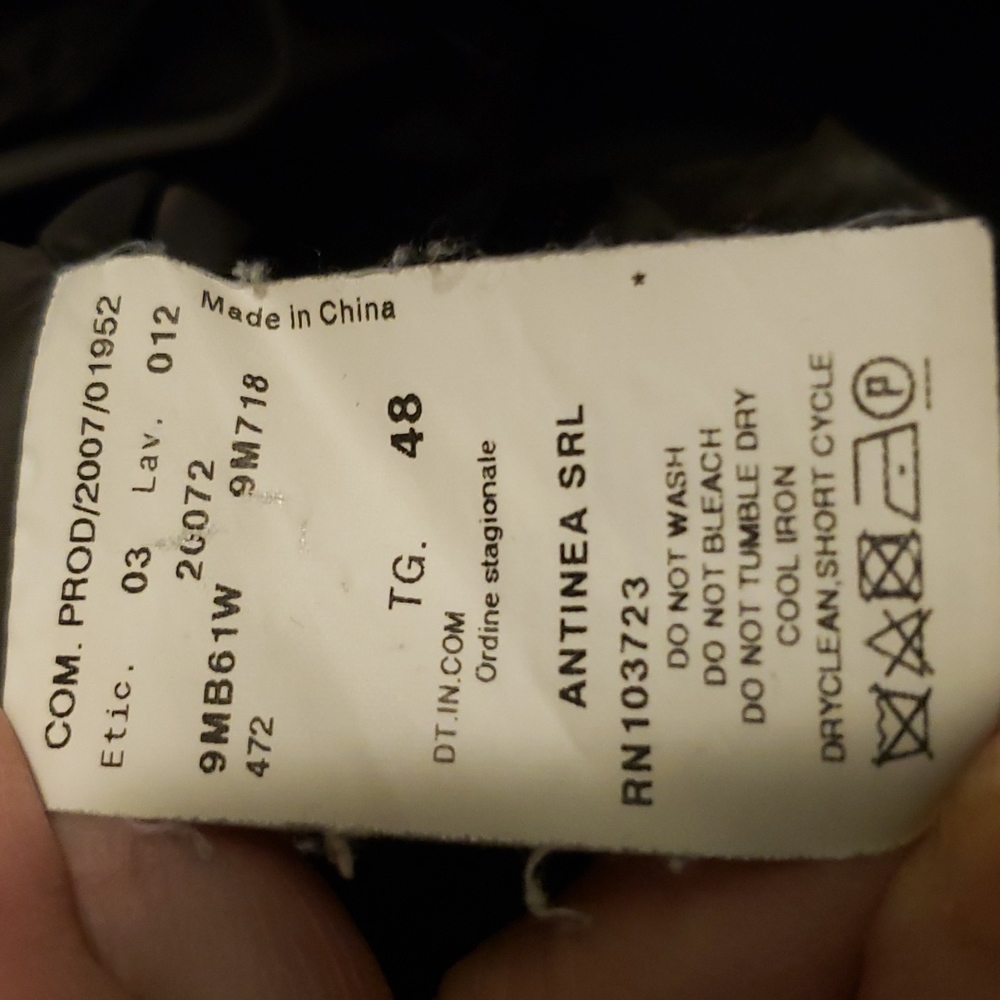 COM. PROD/2007/01952
Etic. 03 Lav. 012
Made in China
20072
9MB61W 9M718
472
TG. 48
DT.IN.COM
Ordine stagionale
ANTINEA SRL
RN103723
*
DO NOT WASH
DO NOT BLEACH
DO NOT TUMBLE DRY
COOL IRON
DRYCLEAN,SHORT CYCLE
P